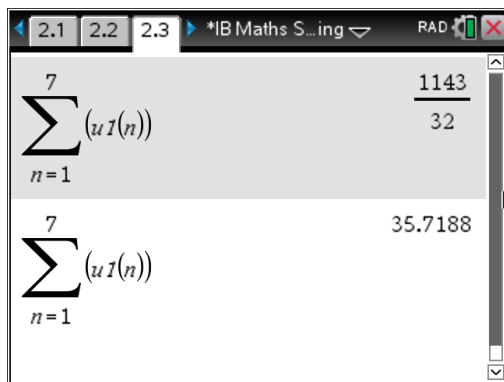 2.1 2.2 2.3 *IB Maths S...ing RAD
7
∑ (u1(n))
n=1
1143
32
7
∑ (u1(n))
n=1
35.7188